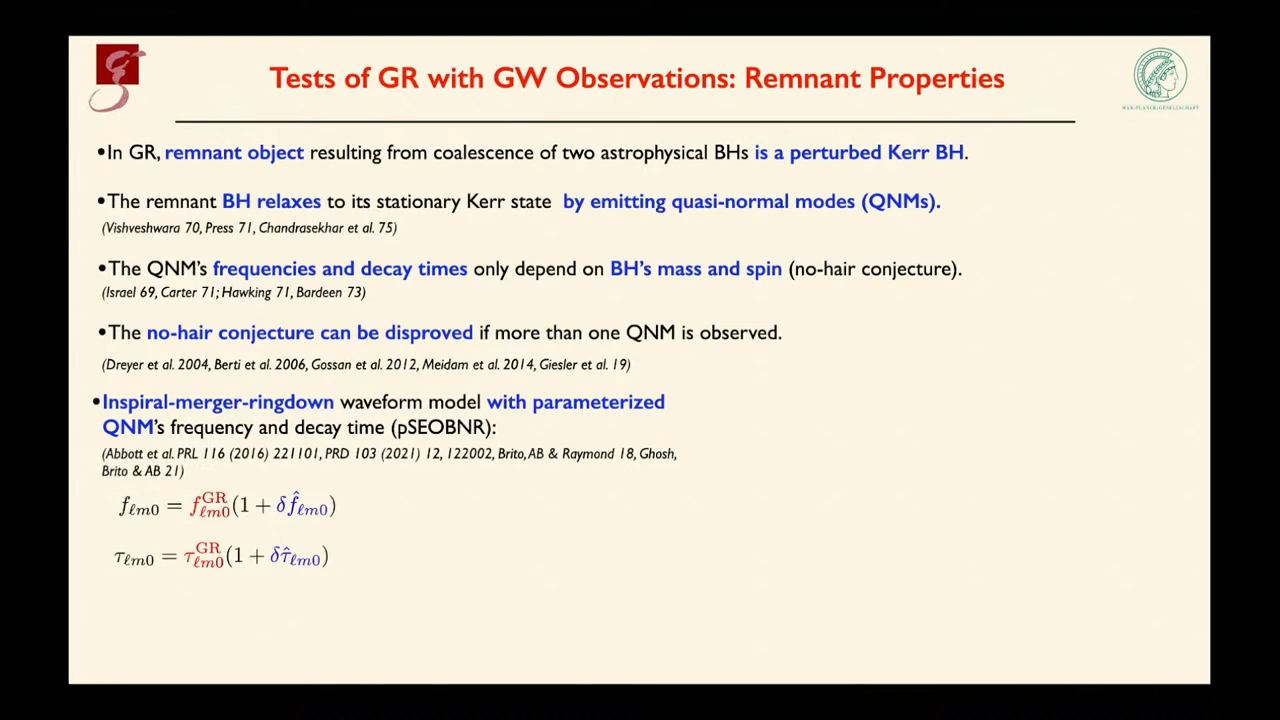 Tests of GR with GW Observations: Remnant Properties
MAX-PLANCK-GESELLSCHAFT
•In GR, remnant object resulting from coalescence of two astrophysical BHs is a perturbed Kerr BH.
•The remnant BH relaxes to its stationary Kerr state by emitting quasi-normal modes (QNMs).
(Vishveshwara 70, Press 71, Chandrasekhar et al. 75)
•The QNM's frequencies and decay times only depend on BH's mass and spin (no-hair conjecture).
(Israel 69, Carter 71; Hawking 71, Bardeen 73)
•The no-hair conjecture can be disproved if more than one QNM is observed.
(Dreyer et al. 2004, Berti et al. 2006, Gossan et al. 2012, Meidam et al. 2014, Giesler et al. 19)
•Inspiral-merger-ringdown waveform model with parameterized
QNM's frequency and decay time (pSEOBNR):
(Abbott et al. PRL 116 (2016) 221101, PRD 103 (2021) 12, 122002, Brito, AB & Raymond 18, Ghosh,
Brito & AB 21)
f_{ℓm0} = f^{GR}_{ℓm0}(1 + δf̂_{ℓm0})
τ_{ℓm0} = τ^{GR}_{ℓm0}(1 + δτ̂_{ℓm0})